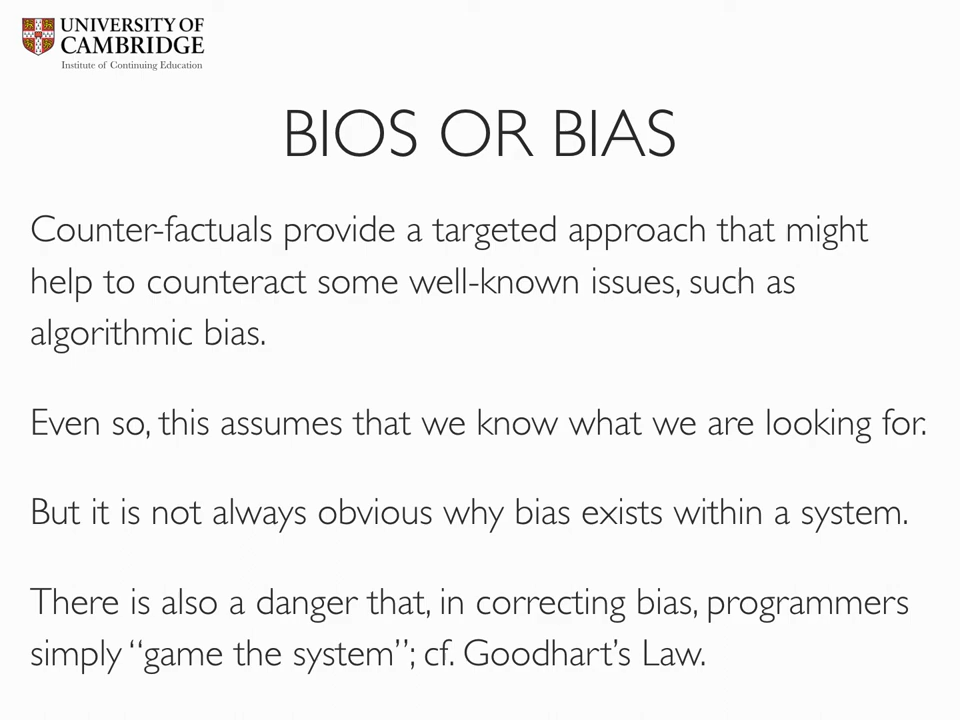 UNIVERSITY OF
CAMBRIDGE
Institute of Continuing Education
BIOS OR BIAS
Counter-factuals provide a targeted approach that might
help to counteract some well-known issues, such as
algorithmic bias.
Even so, this assumes that we know what we are looking for.
But it is not always obvious why bias exists within a system.
There is also a danger that, in correcting bias, programmers
simply “game the system”; cf. Goodhart’s Law.